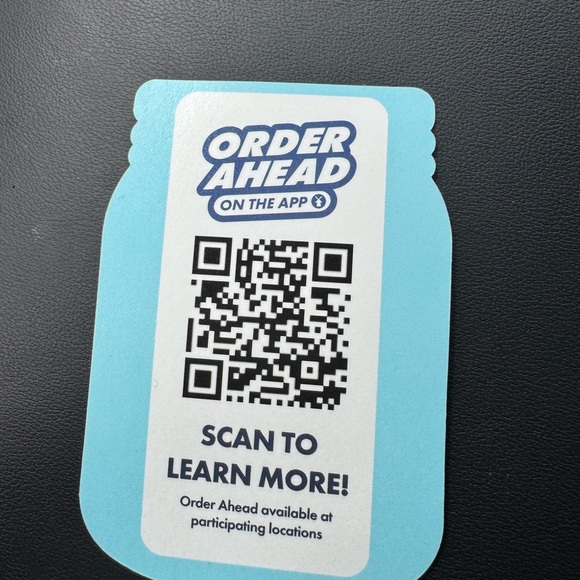 ORDER
AHEAD
ON THE APP
SCAN TO
LEARN MORE!
Order Ahead available at
participating locations